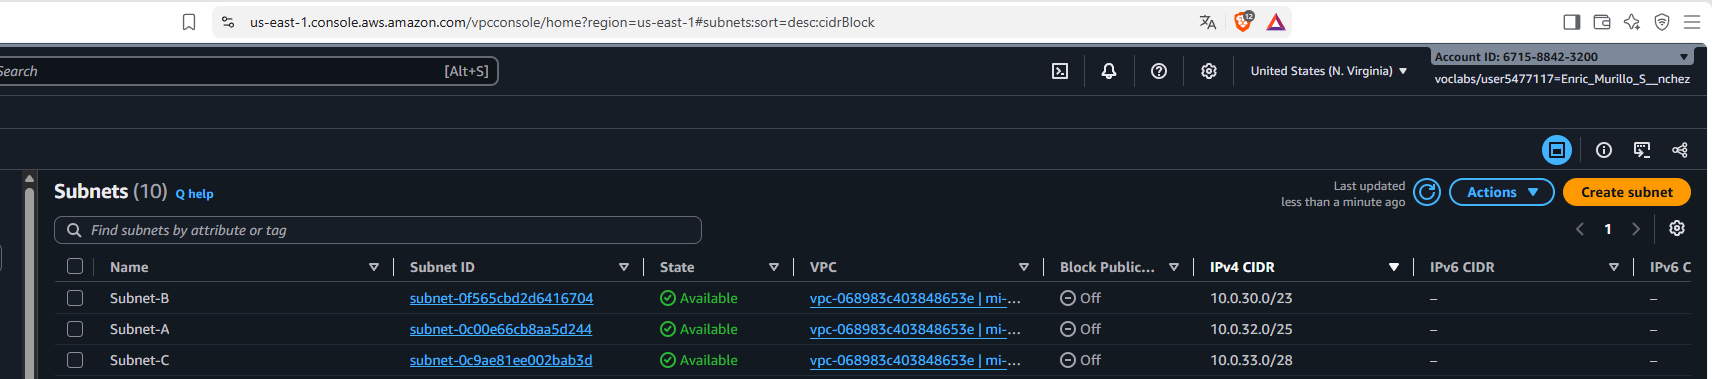 us-east-1.console.aws.amazon.com/vpcconsole/home?region=us-east-1#subnets:sort=desc:cidrBlock
12
Search
[Alt+S]
United States (N. Virginia)
Account ID: 6715-8842-3200
voclabs/user5477117=Enric_Murillo_S__nchez
Subnets (10) Q help
Last updated
less than a minute ago
Actions
Create subnet
Find subnets by attribute or tag
1
Name Subnet ID State VPC Block Public... IPv4 CIDR IPv6 CIDR IPv6 C
Subnet-B subnet-0f565cbd2d6416704 Available vpc-068983c403848653e | mi-... Off 10.0.30.0/23 – –
Subnet-A subnet-0c00e66cb8aa5d244 Available vpc-068983c403848653e | mi-... Off 10.0.32.0/25 – –
Subnet-C subnet-0c9ae81ee002bab3d Available vpc-068983c403848653e | mi-... Off 10.0.33.0/28 – –